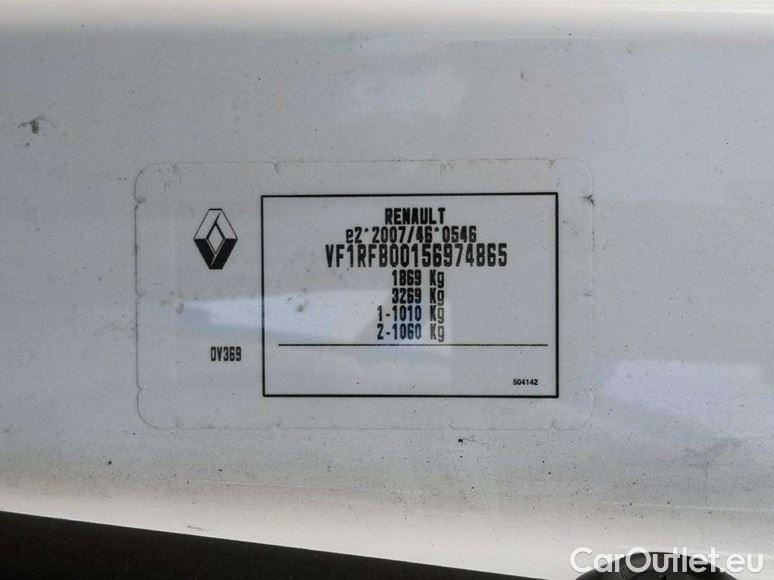 RENAULT
e2*2007/46*0546
VF1RFB00156974865
1869 Kg
3269 Kg
1-1010 Kg
2-1060 Kg
DV369
504142
CarOutlet.eu